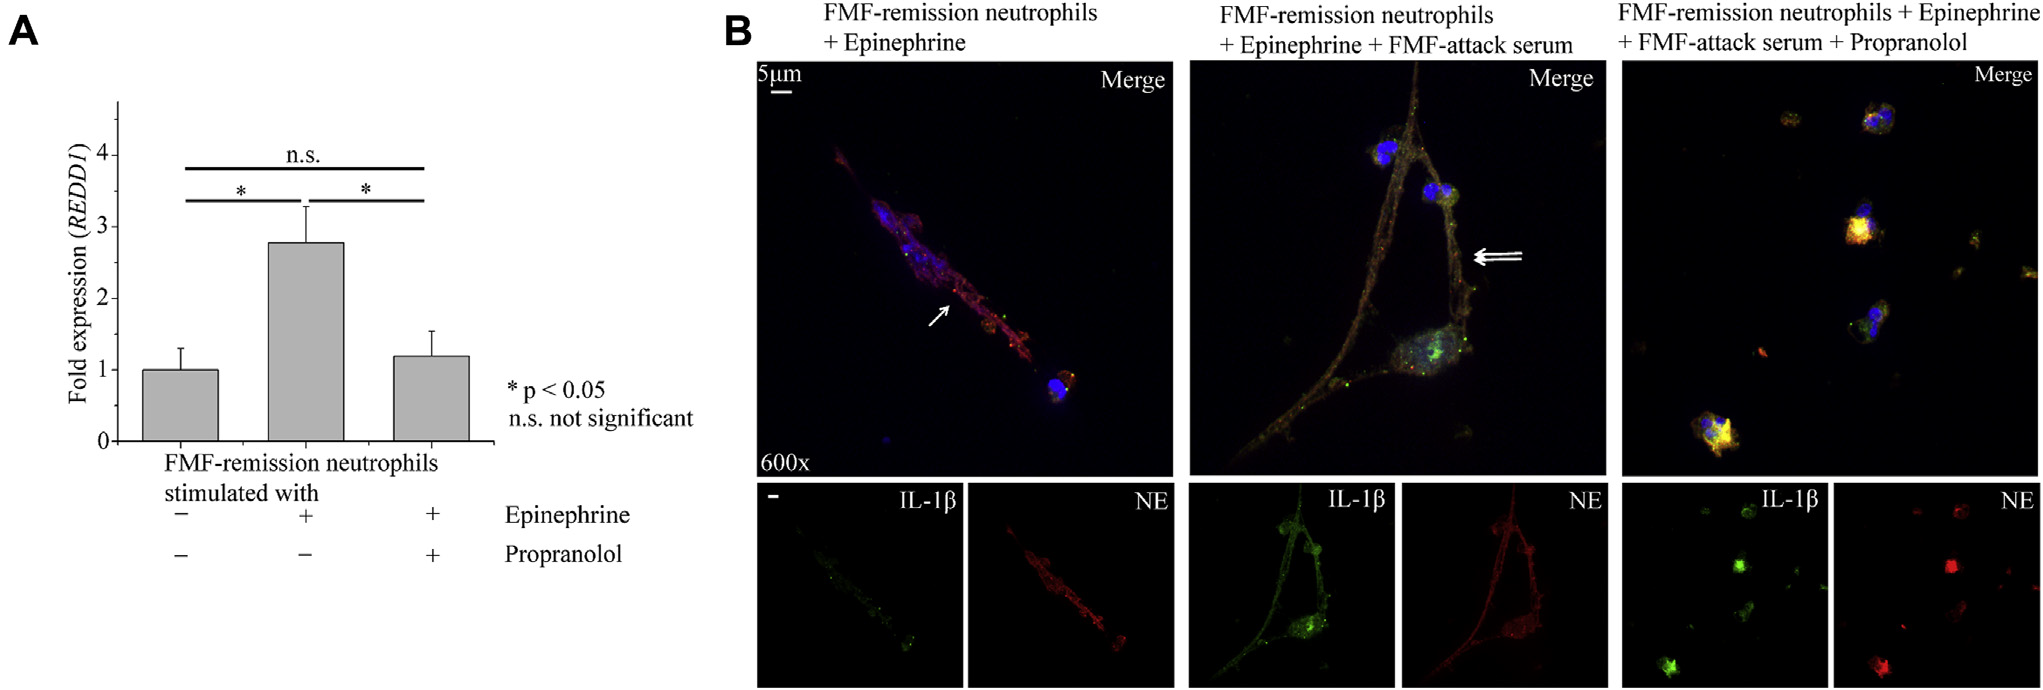 A
Fold expression (REDD1)
4
3
2
1
0
n.s.
*
*
* p < 0.05
n.s. not significant
FMF-remission neutrophils
stimulated with
− + + Epinephrine
− − + Propranolol
B
FMF-remission neutrophils
+ Epinephrine
5μm
Merge
600x
IL-1β
NE
FMF-remission neutrophils
+ Epinephrine + FMF-attack serum
Merge
IL-1β
NE
FMF-remission neutrophils + Epinephrine
+ FMF-attack serum + Propranolol
Merge
IL-1β
NE